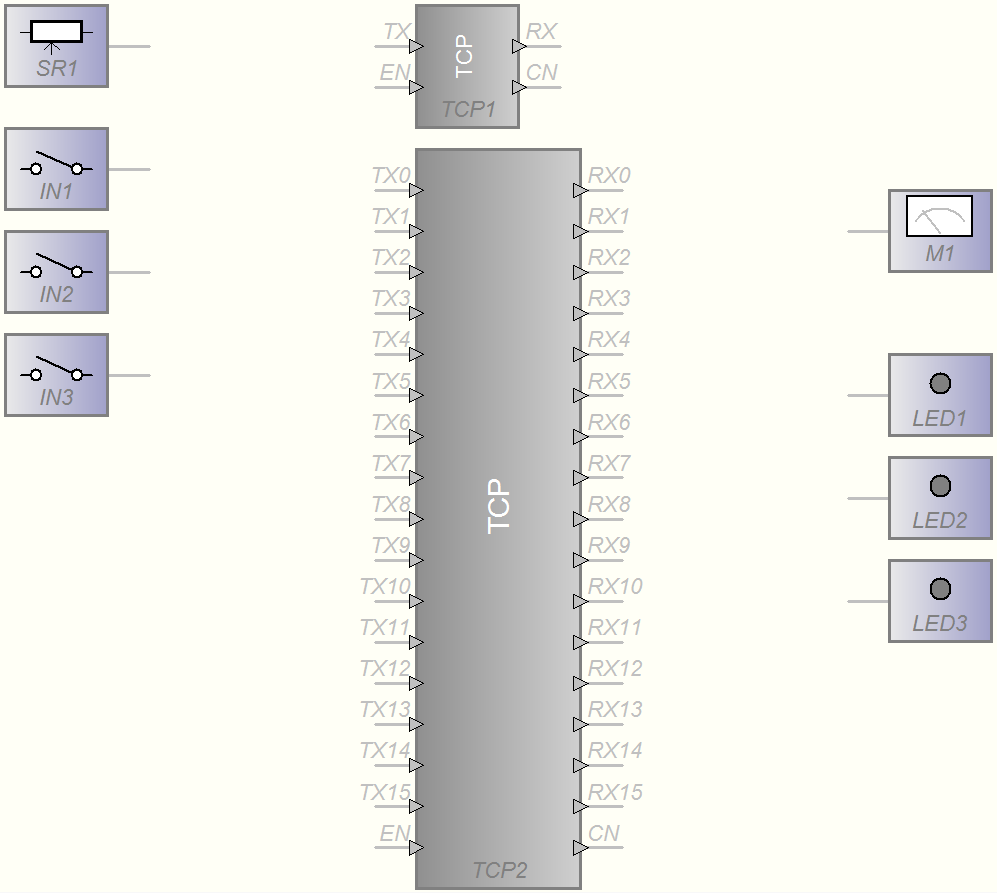 SR1
IN1
IN2
IN3
TX
EN
TCP
RX
CN
TCP1
TX0
TX1
TX2
TX3
TX4
TX5
TX6
TX7
TX8
TX9
TX10
TX11
TX12
TX13
TX14
TX15
EN
TCP
RX0
RX1
RX2
RX3
RX4
RX5
RX6
RX7
RX8
RX9
RX10
RX11
RX12
RX13
RX14
RX15
CN
TCP2
M1
LED1
LED2
LED3